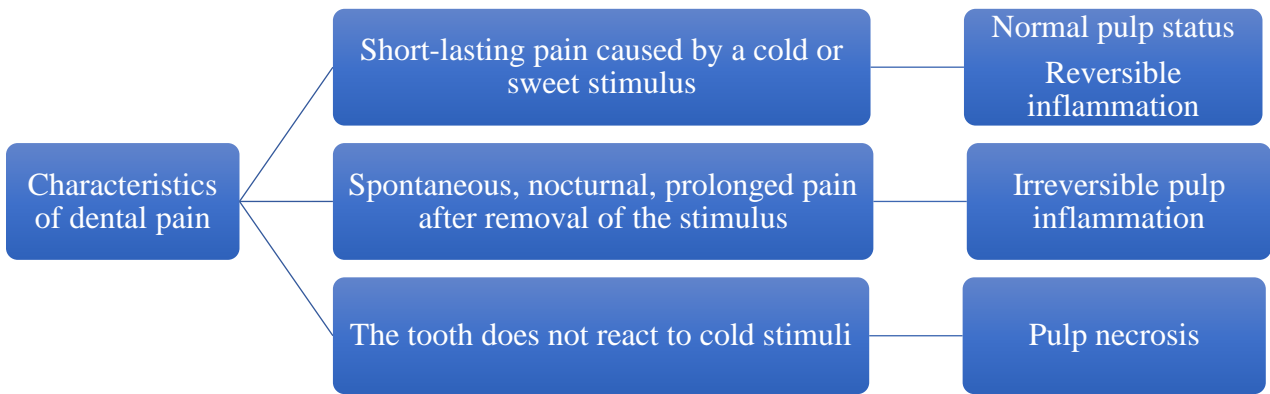 Characteristics
of dental pain
Short-lasting pain caused by a cold or
sweet stimulus
Normal pulp status
Reversible
inflammation
Spontaneous, nocturnal, prolonged pain
after removal of the stimulus
Irreversible pulp
inflammation
The tooth does not react to cold stimuli
Pulp necrosis